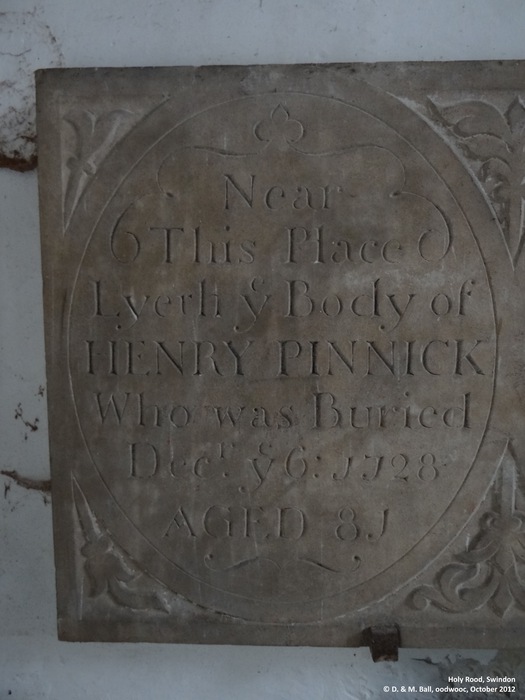 Near
This Place
Lyeth yᵉ Body of
HENRY PINNICK
Who was Buried
Decʳ. yᵉ 6: 1728
AGED 81
Holy Rood, Swindon
© D. & M. Ball, oodwooc, October 2012